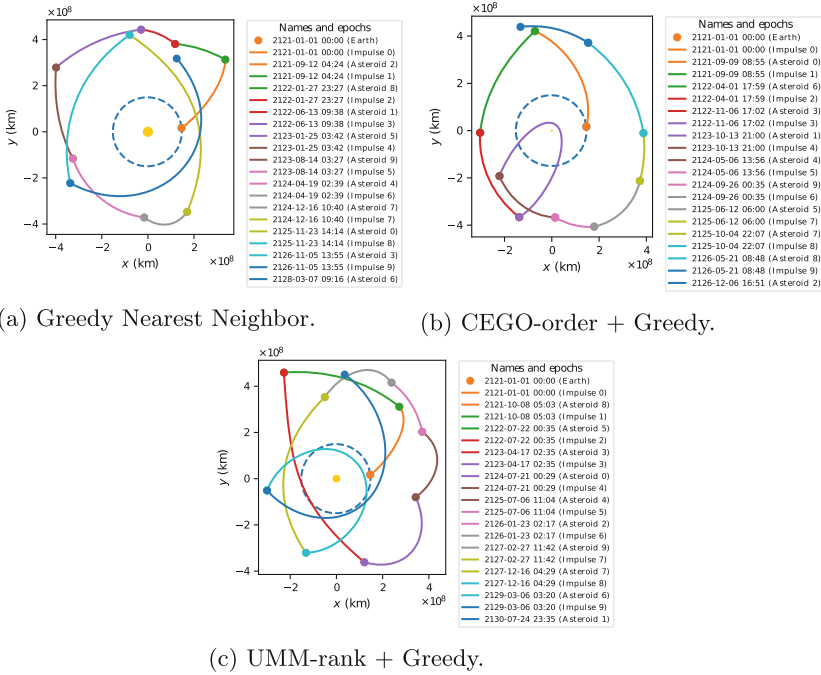 ×10⁸
4
2
0
−2
−4
y (km)
−4 −2 0 2
x (km) ×10⁸
Names and epochs
2121-01-01 00:00 (Earth)
2121-01-01 00:00 (Impulse 0)
2121-09-12 04:24 (Asteroid 2)
2121-09-12 04:24 (Impulse 1)
2122-01-27 23:27 (Asteroid 8)
2122-01-27 23:27 (Impulse 2)
2122-06-13 09:38 (Asteroid 1)
2122-06-13 09:38 (Impulse 3)
2123-01-25 03:42 (Asteroid 5)
2123-01-25 03:42 (Impulse 4)
2123-08-14 03:27 (Asteroid 9)
2123-08-14 03:27 (Impulse 5)
2124-04-19 02:39 (Asteroid 4)
2124-04-19 02:39 (Impulse 6)
2124-12-16 10:40 (Asteroid 7)
2124-12-16 10:40 (Impulse 7)
2125-11-23 14:14 (Asteroid 0)
2125-11-23 14:14 (Impulse 8)
2126-11-05 13:55 (Asteroid 3)
2126-11-05 13:55 (Impulse 9)
2128-03-07 09:16 (Asteroid 6)
(a) Greedy Nearest Neighbor.
×10⁸
4
2
0
−2
−4
y (km)
−2 0 2 4
x (km) ×10⁸
Names and epochs
2121-01-01 00:00 (Earth)
2121-01-01 00:00 (Impulse 0)
2121-09-09 08:55 (Asteroid 0)
2121-09-09 08:55 (Impulse 1)
2122-04-01 17:59 (Asteroid 6)
2122-04-01 17:59 (Impulse 2)
2122-11-06 17:02 (Asteroid 3)
2122-11-06 17:02 (Impulse 3)
2123-10-13 21:00 (Asteroid 1)
2123-10-13 21:00 (Impulse 4)
2124-05-06 13:56 (Asteroid 4)
2124-05-06 13:56 (Impulse 5)
2124-09-26 00:35 (Asteroid 9)
2124-09-26 00:35 (Impulse 6)
2125-06-12 06:00 (Asteroid 5)
2125-06-12 06:00 (Impulse 7)
2125-10-04 22:07 (Asteroid 7)
2125-10-04 22:07 (Impulse 8)
2126-05-21 08:48 (Asteroid 8)
2126-05-21 08:48 (Impulse 9)
2126-12-06 16:51 (Asteroid 2)
(b) CEGO-order + Greedy.
×10⁸
4
2
0
−2
−4
y (km)
−2 0 2 4
x (km) ×10⁸
Names and epochs
2121-01-01 00:00 (Earth)
2121-01-01 00:00 (Impulse 0)
2121-10-08 05:03 (Asteroid 8)
2121-10-08 05:03 (Impulse 1)
2122-07-22 00:35 (Asteroid 5)
2122-07-22 00:35 (Impulse 2)
2123-04-17 02:35 (Asteroid 3)
2123-04-17 02:35 (Impulse 3)
2124-07-21 00:29 (Asteroid 0)
2124-07-21 00:29 (Impulse 4)
2125-07-06 11:04 (Asteroid 4)
2125-07-06 11:04 (Impulse 5)
2126-01-23 02:17 (Asteroid 2)
2126-01-23 02:17 (Impulse 6)
2127-02-27 11:42 (Asteroid 9)
2127-02-27 11:42 (Impulse 7)
2127-12-16 04:29 (Asteroid 7)
2127-12-16 04:29 (Impulse 8)
2129-03-06 03:20 (Asteroid 6)
2129-03-06 03:20 (Impulse 9)
2130-07-24 23:35 (Asteroid 1)
(c) UMM-rank + Greedy.